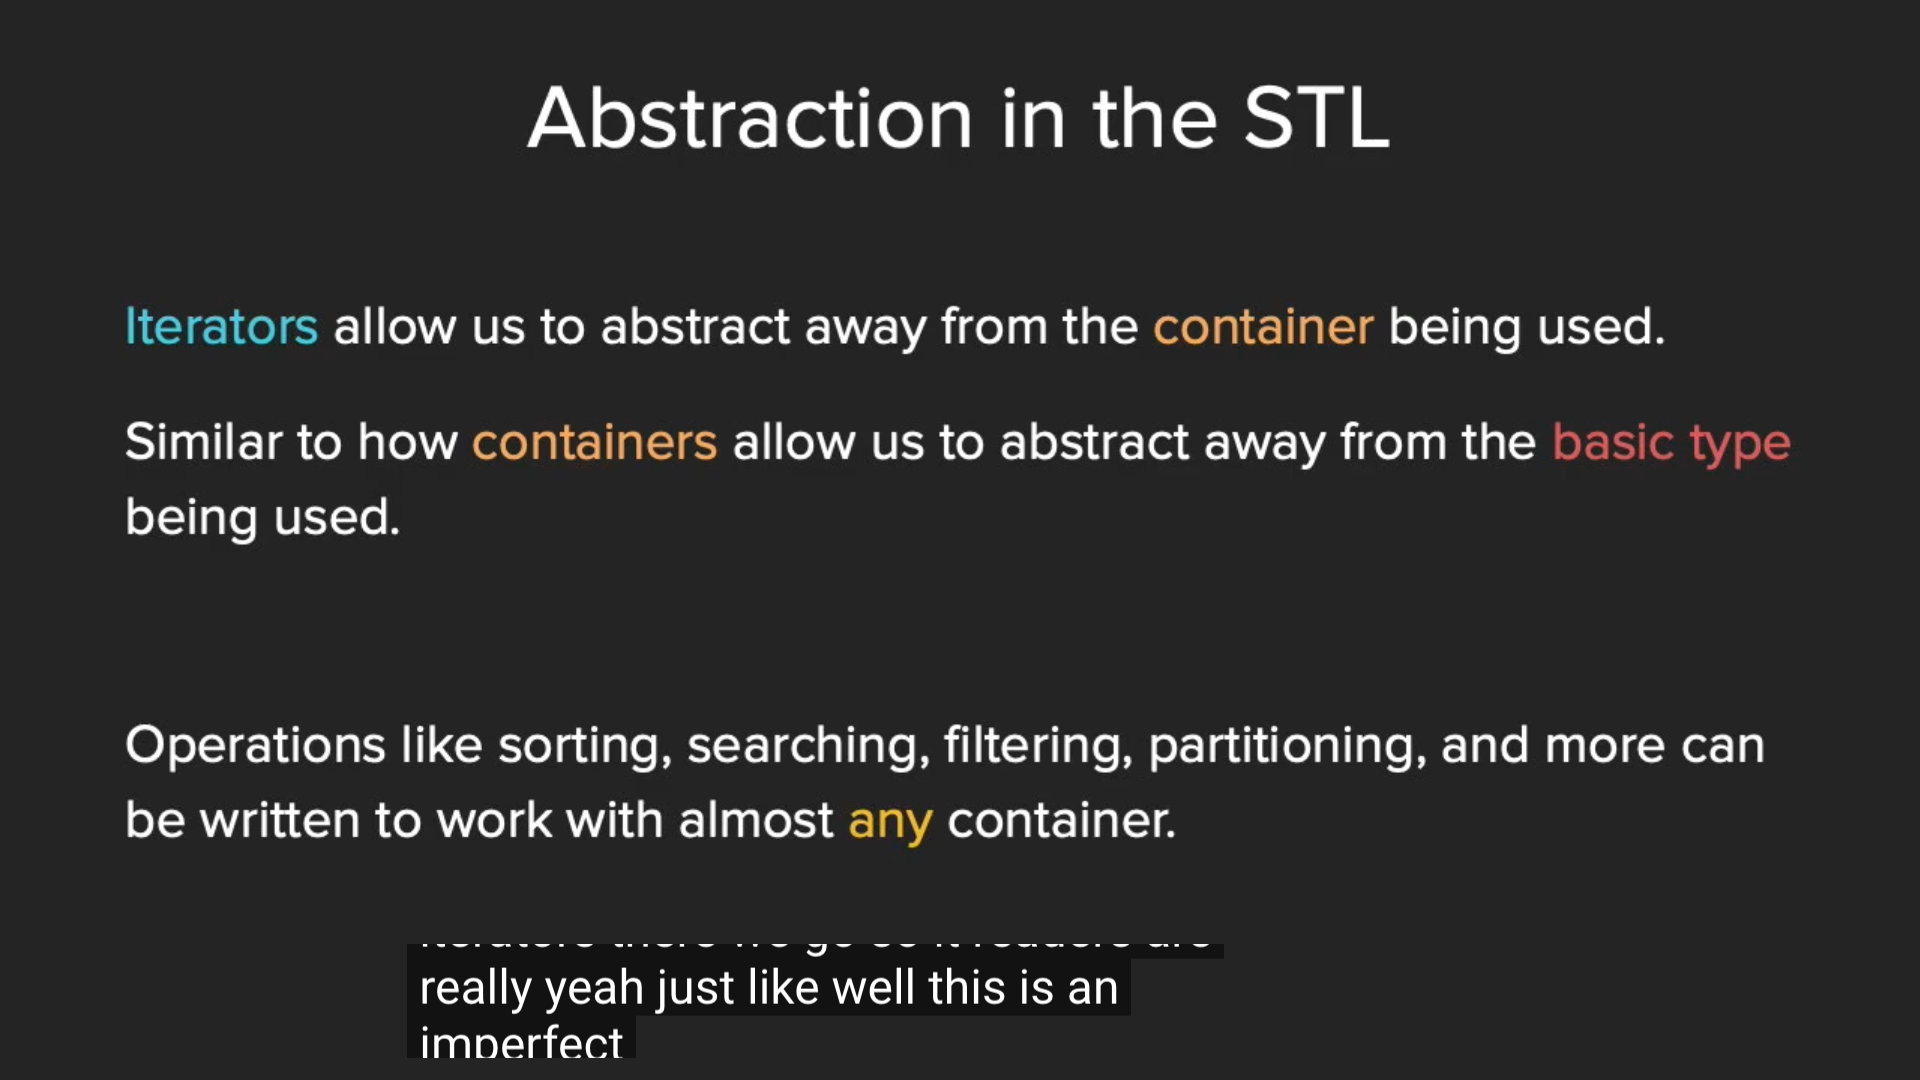 Abstraction in the STL
Iterators allow us to abstract away from the container being used.
Similar to how containers allow us to abstract away from the basic type
being used.
Operations like sorting, searching, filtering, partitioning, and more can
be written to work with almost any container.
really yeah just like well this is an
imperfect